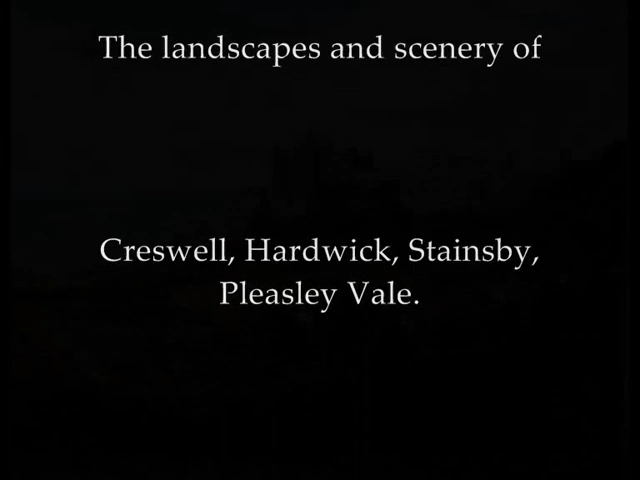 The landscapes and scenery of
Creswell, Hardwick, Stainsby,
Pleasley Vale.